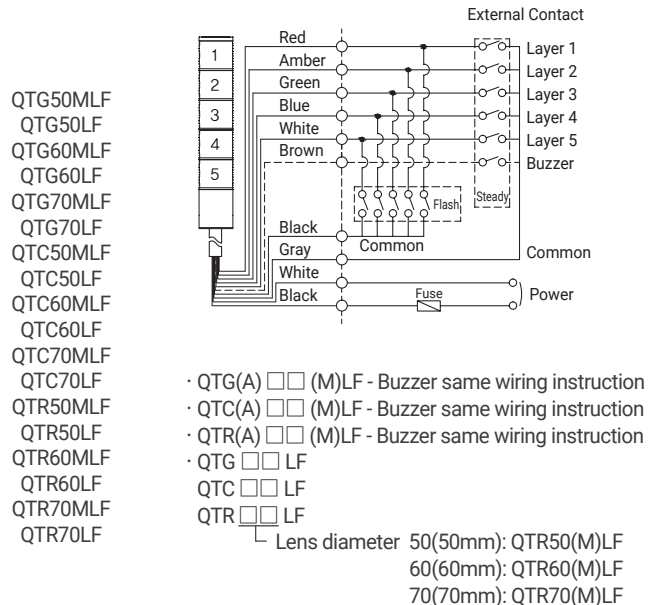 External Contact
Red
Amber
Green
Blue
White
Brown
Black
Gray
White
Black
1
2
3
4
5
Layer 1
Layer 2
Layer 3
Layer 4
Layer 5
Buzzer
Flash
Steady
Common
Common
Fuse
Power
QTG50MLF
QTG50LF
QTG60MLF
QTG60LF
QTG70MLF
QTG70LF
QTC50MLF
QTC50LF
QTC60MLF
QTC60LF
QTC70MLF
QTC70LF
QTR50MLF
QTR50LF
QTR60MLF
QTR60LF
QTR70MLF
QTR70LF
· QTG(A) □□ (M)LF - Buzzer same wiring instruction
· QTC(A) □□ (M)LF - Buzzer same wiring instruction
· QTR(A) □□ (M)LF - Buzzer same wiring instruction
· QTG □□ LF
QTC □□ LF
QTR □□ LF
Lens diameter 50(50mm): QTR50(M)LF
60(60mm): QTR60(M)LF
70(70mm): QTR70(M)LF